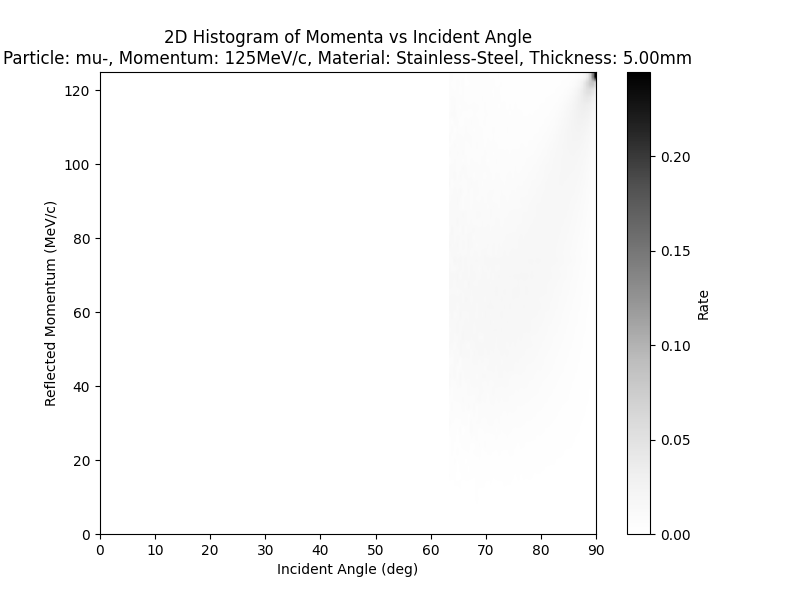 2D Histogram of Momenta vs Incident Angle
Particle: mu-, Momentum: 125MeV/c, Material: Stainless-Steel, Thickness: 5.00mm
120
100
80
60
40
20
0
Reflected Momentum (MeV/c)
0 10 20 30 40 50 60 70 80 90
Incident Angle (deg)
0.20
0.15
0.10
0.05
0.00
Rate